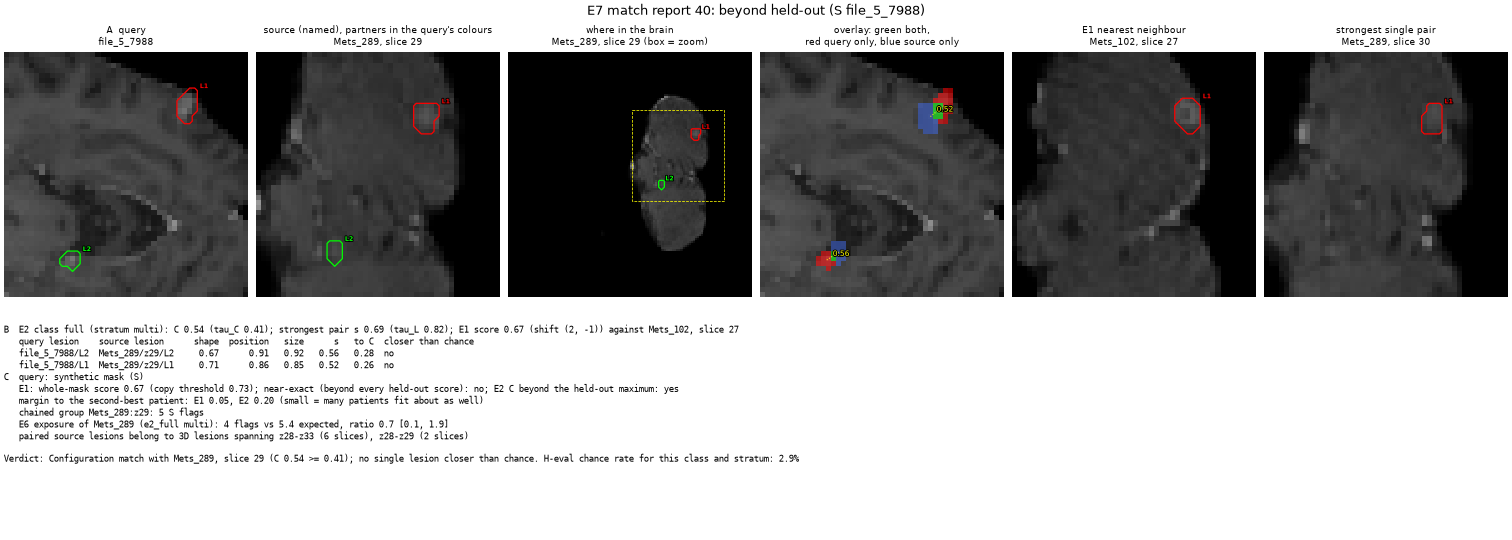 E7 match report 40: beyond held-out (S file_5_7988)
A query
file_5_7988
source (named), partners in the query's colours
Mets_289, slice 29
where in the brain
Mets_289, slice 29 (box = zoom)
overlay: green both,
red query only, blue source only
E1 nearest neighbour
Mets_102, slice 27
strongest single pair
Mets_289, slice 30
L1
L2
L1
L2
L1
L2
0.52
0.56
L1
L1
B E2 class full (stratum multi): C 0.54 (tau_C 0.41); strongest pair s 0.69 (tau_L 0.82); E1 score 0.67 (shift (2, -1)) against Mets_102, slice 27
query lesion source lesion shape position size s to C closer than chance
file_5_7988/L2 Mets_289/z29/L2 0.67 0.91 0.92 0.56 0.28 no
file_5_7988/L1 Mets_289/z29/L1 0.71 0.86 0.85 0.52 0.26 no
C query: synthetic mask (S)
E1: whole-mask score 0.67 (copy threshold 0.73); near-exact (beyond every held-out score): no; E2 C beyond the held-out maximum: yes
margin to the second-best patient: E1 0.05, E2 0.20 (small = many patients fit about as well)
chained group Mets_289:z29: 5 S flags
E6 exposure of Mets_289 (e2_full multi): 4 flags vs 5.4 expected, ratio 0.7 [0.1, 1.9]
paired source lesions belong to 3D lesions spanning z28-z33 (6 slices), z28-z29 (2 slices)
Verdict: Configuration match with Mets_289, slice 29 (C 0.54 >= 0.41); no single lesion closer than chance. H-eval chance rate for this class and stratum: 2.9%